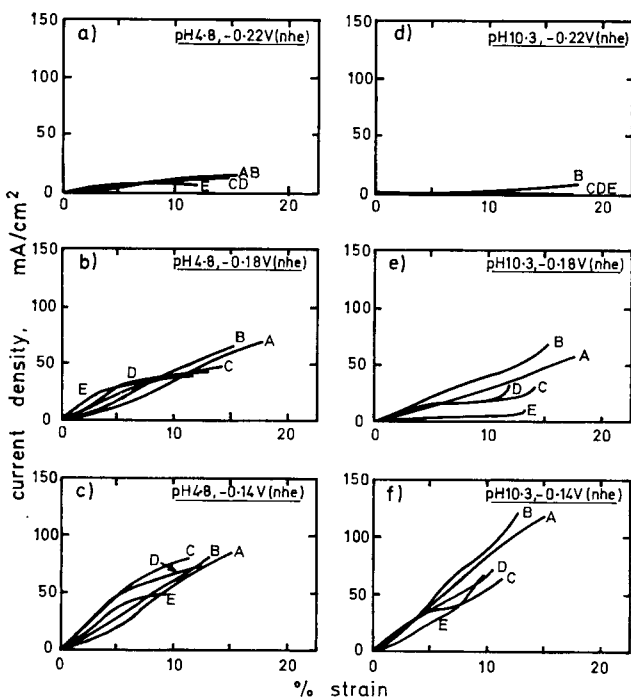 a)
pH4·8,-0·22V(nhe)
150
100
50
0
AB
E
CD
0
10
20
b)
pH4·8,-0·18V(nhe)
150
100
50
0
E
D
B
A
C
0
10
20
c)
pH4·8,-0·14V(nhe)
150
100
50
0
D
C
B
A
E
0
10
20
d)
pH10·3,-0·22V(nhe)
150
100
50
0
B
CDE
0
10
20
e)
pH10·3,-0·18V(nhe)
150
100
50
0
B
A
D
C
E
0
10
20
f)
pH10·3,-0·14V(nhe)
150
100
50
0
B
A
D
C
E
0
10
20
current density, mA/cm²
% strain